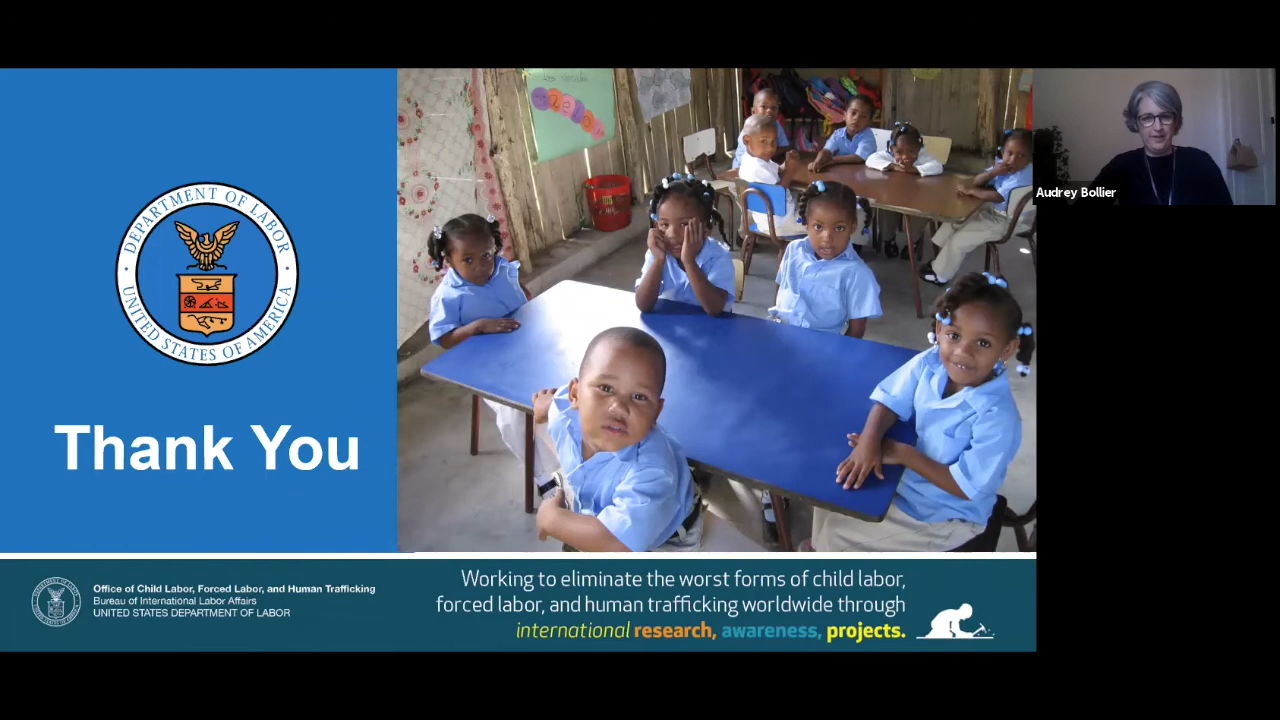 DEPARTMENT OF LABOR
UNITED STATES OF AMERICA
Thank You
Audrey Bollier
Office of Child Labor, Forced Labor, and Human Trafficking
Bureau of International Labor Affairs
UNITED STATES DEPARTMENT OF LABOR
Working to eliminate the worst forms of child labor,
forced labor, and human trafficking worldwide through
international research, awareness, projects.